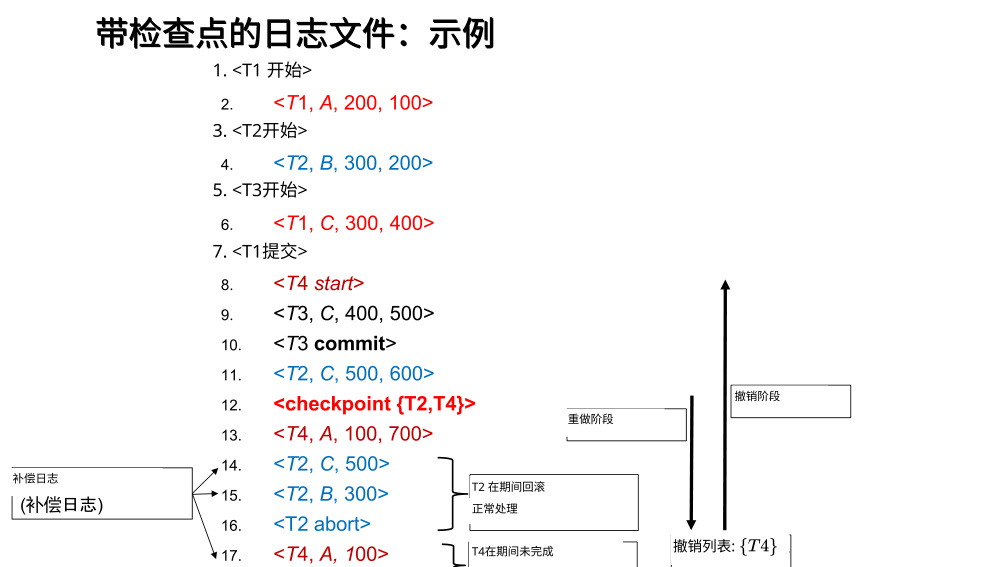 带检查点的日志文件：示例
1. <T1 开始>
2. <T1, A, 200, 100>
3. <T2开始>
4. <T2, B, 300, 200>
5. <T3开始>
6. <T1, C, 300, 400>
7. <T1提交>
8. <T4 start>
9. <T3, C, 400, 500>
10. <T3 commit>
11. <T2, C, 500, 600>
12. <checkpoint {T2,T4}>
13. <T4, A, 100, 700>
14. <T2, C, 500>
15. <T2, B, 300>
16. <T2 abort>
17. <T4, A, 100>
补偿日志
(补偿日志)
T2 在期间回滚
正常处理
T4在期间未完成
重做阶段
撤销阶段
撤销列表: {T4}